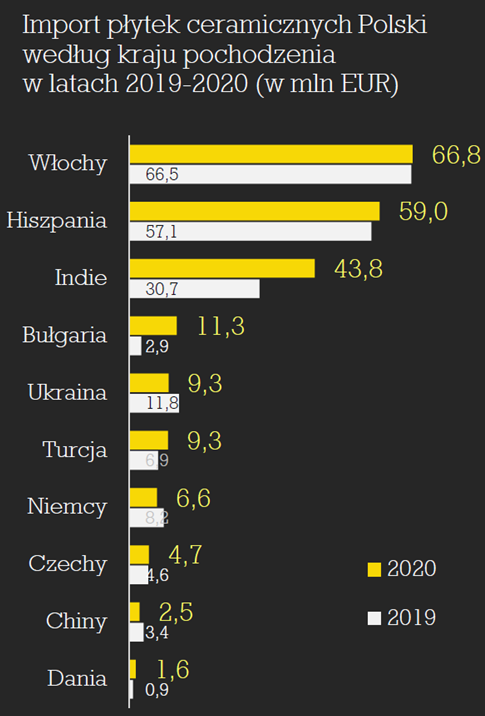 Import płytek ceramicznych Polski
według kraju pochodzenia
w latach 2019-2020 (w mln EUR)
Włochy 66,8
66,5
Hiszpania 59,0
57,1
Indie 43,8
30,7
Bułgaria 11,3
2,9
Ukraina 9,3
11,8
Turcja 9,3
6,9
Niemcy 6,6
8,2
Czechy 4,7
4,6
2020
Chiny 2,5
3,4
2019
Dania 1,6
0,9